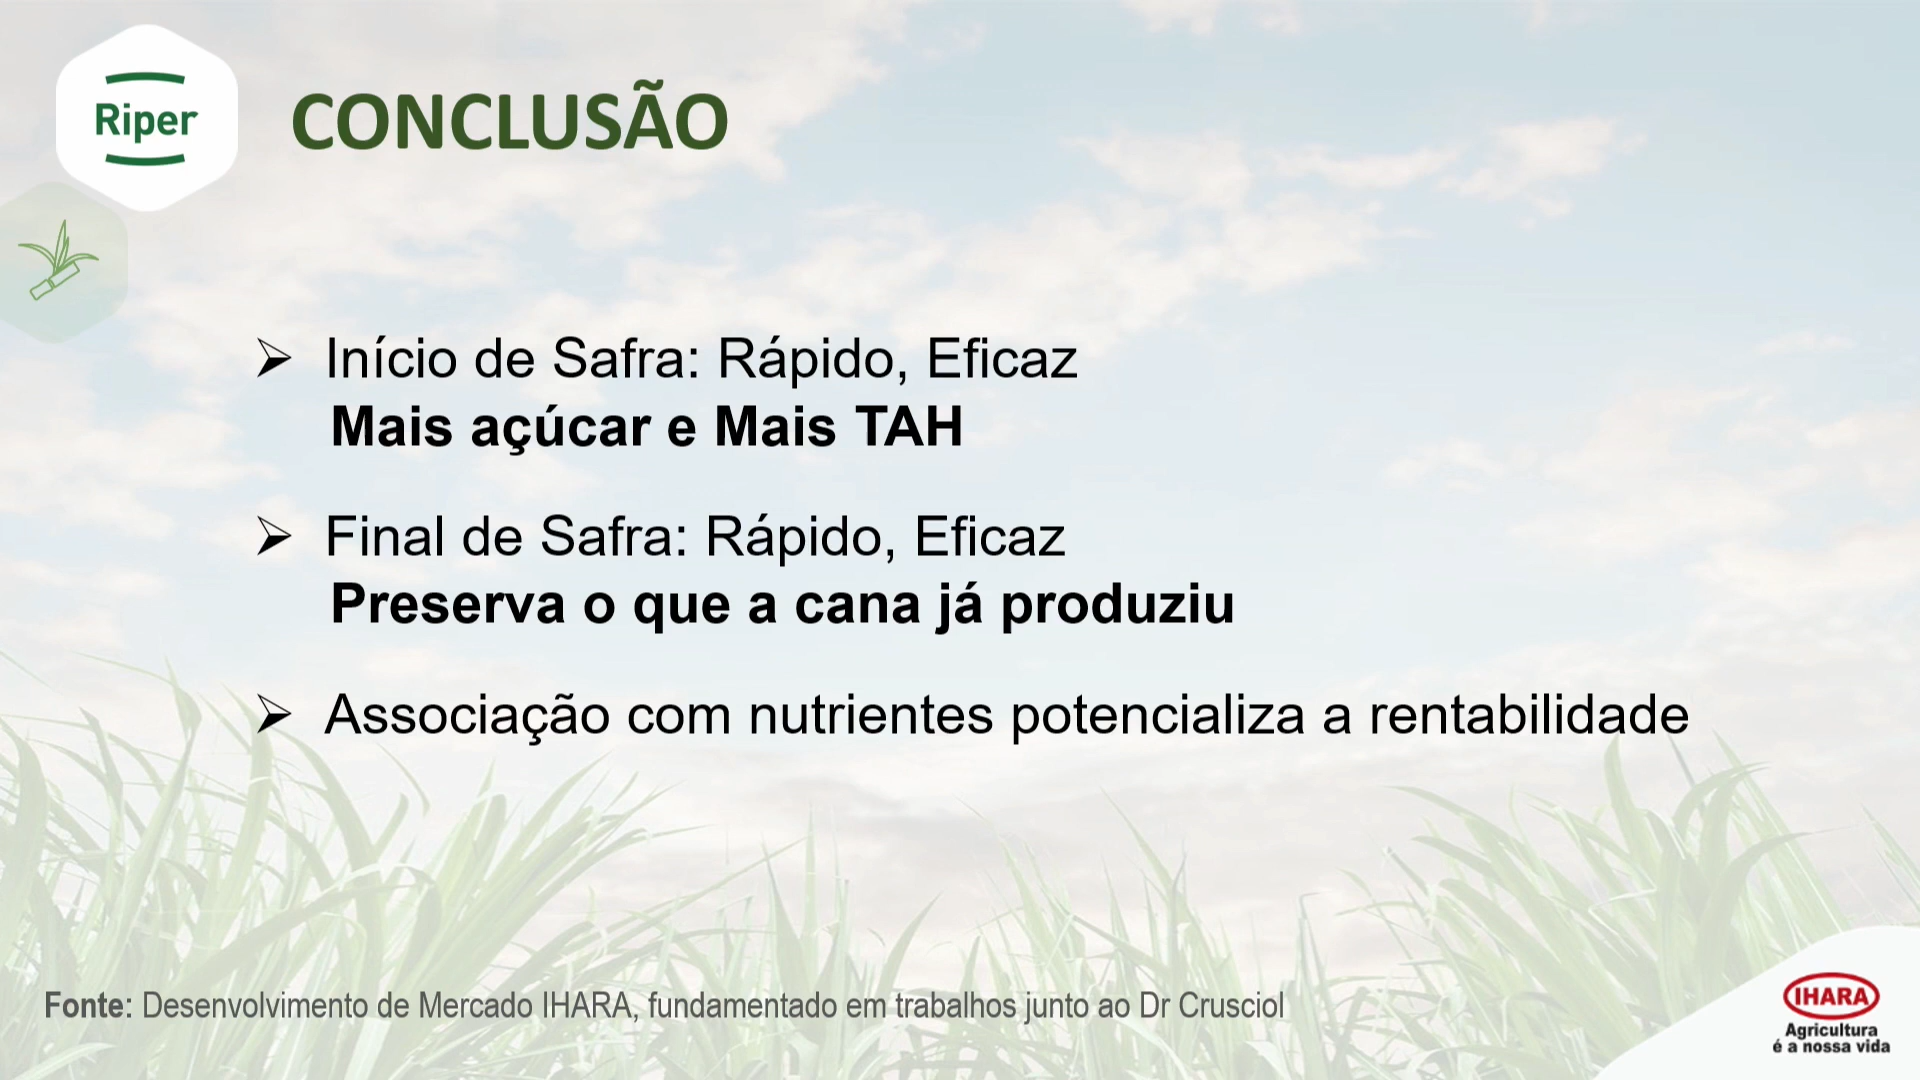 Riper
CONCLUSÃO
Início de Safra: Rápido, Eficaz
Mais açúcar e Mais TAH
Final de Safra: Rápido, Eficaz
Preserva o que a cana já produziu
Associação com nutrientes potencializa a rentabilidade
Fonte: Desenvolvimento de Mercado IHARA, fundamentado em trabalhos junto ao Dr Crusciol
IHARA
Agricultura
é a nossa vida